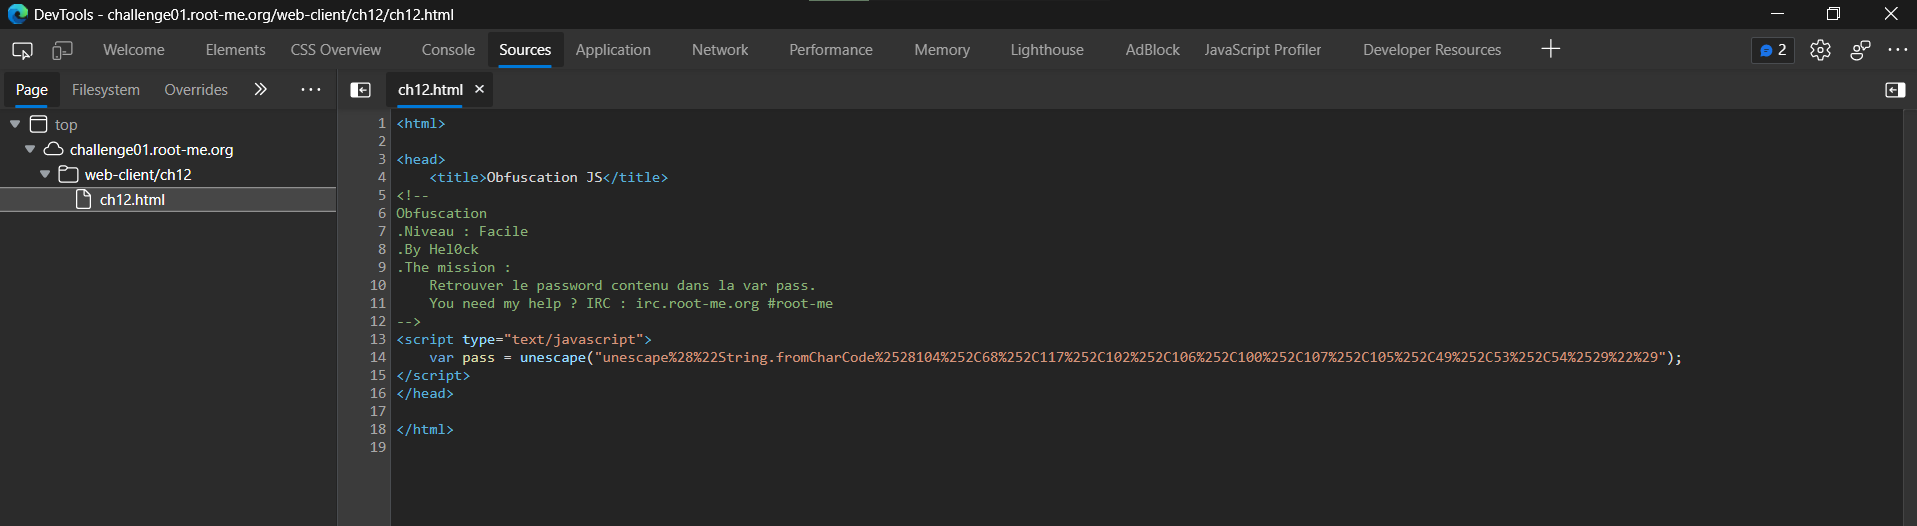 DevTools - challenge01.root-me.org/web-client/ch12/ch12.html
Welcome Elements CSS Overview Console Sources Application Network Performance Memory Lighthouse AdBlock JavaScript Profiler Developer Resources 2
Page Filesystem Overrides
ch12.html
top
challenge01.root-me.org
web-client/ch12
ch12.html
1 <html>
2
3 <head>
4 <title>Obfuscation JS</title>
5 <!--
6 Obfuscation
7 .Niveau : Facile
8 .By Hel0ck
9 .The mission :
10 Retrouver le password contenu dans la var pass.
11 You need my help ? IRC : irc.root-me.org #root-me
12 -->
13 <script type="text/javascript">
14 var pass = unescape("unescape%28%22String.fromCharCode%2528104%252C68%252C117%252C102%252C106%252C100%252C107%252C105%252C49%252C53%252C54%2529%22%29");
15 </script>
16 </head>
17
18 </html>
19